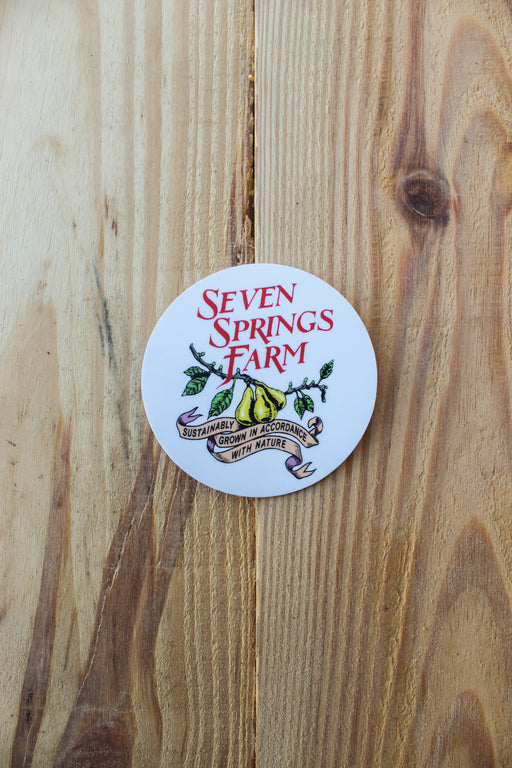 SEVEN
SPRINGS
FARM
SUSTAINABLY
GROWN IN ACCORDANCE
WITH NATURE